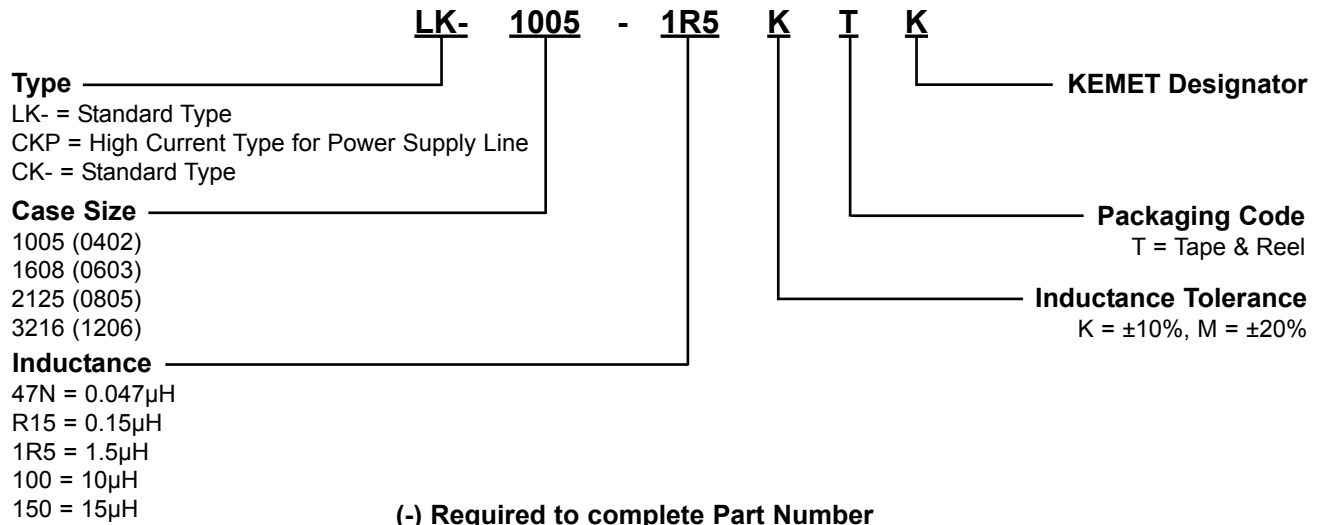 LK- 1005 - 1R5 K T K
Type
LK- = Standard Type
CKP = High Current Type for Power Supply Line
CK- = Standard Type
Case Size
1005 (0402)
1608 (0603)
2125 (0805)
3216 (1206)
Inductance
47N = 0.047µH
R15 = 0.15µH
1R5 = 1.5µH
100 = 10µH
150 = 15µH
KEMET Designator
Packaging Code
T = Tape & Reel
Inductance Tolerance
K = ±10%, M = ±20%
(-) Required to complete Part Number